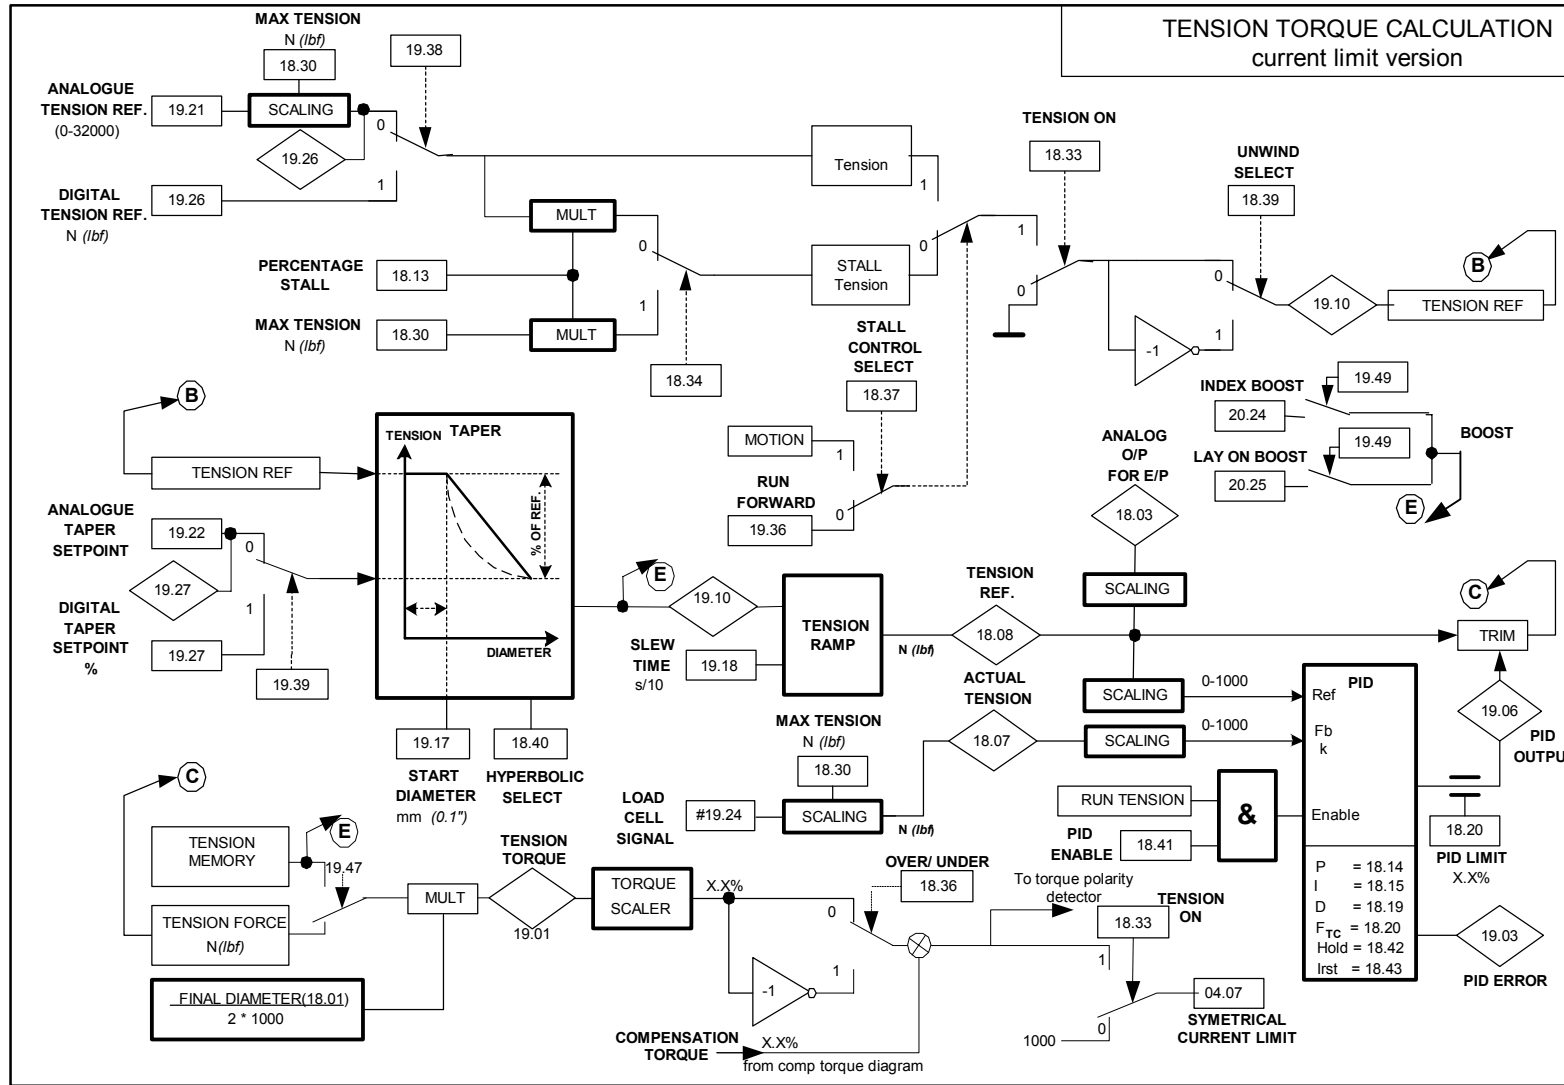 TENSION TORQUE CALCULATION
current limit version
MAX TENSION
N (lbf)
18.30
19.38
ANALOGUE
TENSION REF.
(0-32000)
19.21
SCALING
0
19.26
1
DIGITAL
TENSION REF.
N (lbf)
19.26
Tension
1
MULT
0
PERCENTAGE
STALL
18.13
1
MAX TENSION
N (lbf)
18.30
MULT
18.34
STALL
Tension
0
TENSION ON
18.33
1
0
UNWIND
SELECT
18.39
0
-1
1
19.10
B
TENSION REF
STALL
CONTROL
SELECT
18.37
MOTION
1
RUN
FORWARD
0
19.36
INDEX BOOST
19.49
20.24
LAY ON BOOST
19.49
20.25
BOOST
E
ANALOG
O/P
FOR E/P
18.03
SCALING
B
TENSION REF
TENSION
TAPER
% OF REF.
DIAMETER
ANALOGUE
TAPER
SETPOINT
19.22
0
19.27
DIGITAL
TAPER
SETPOINT
%
1
19.27
19.39
19.17
START
DIAMETER
mm (0.1")
18.40
HYPERBOLIC
SELECT
E
19.10
SLEW
TIME
s/10
19.18
TENSION
RAMP
N (lbf)
TENSION
REF.
18.08
C
TRIM
SCALING
0-1000
ACTUAL
TENSION
18.07
SCALING
0-1000
MAX TENSION
N (lbf)
18.30
LOAD
CELL
SIGNAL
#19.24
SCALING
N (lbf)
PID
Ref
Fb
k
Enable
19.06
PID
OUTPU
RUN TENSION
&
PID
ENABLE
18.41
18.20
PID LIMIT
X.X%
P = 18.14
I = 18.15
D = 18.19
FTC = 18.20
Hold = 18.42
Irst = 18.43
19.03
PID ERROR
C
TENSION
MEMORY
E
19.47
TENSION FORCE
N(lbf)
FINAL DIAMETER(18.01)
2 * 1000
MULT
TENSION
TORQUE
19.01
TORQUE
SCALER
X.X%
0
-1
1
OVER/ UNDER
18.36
To torque polarity
detector
TENSION
ON
18.33
1
0
1000
04.07
SYMETRICAL
CURRENT LIMIT
COMPENSATION
TORQUE
X.X%
from comp torque diagram